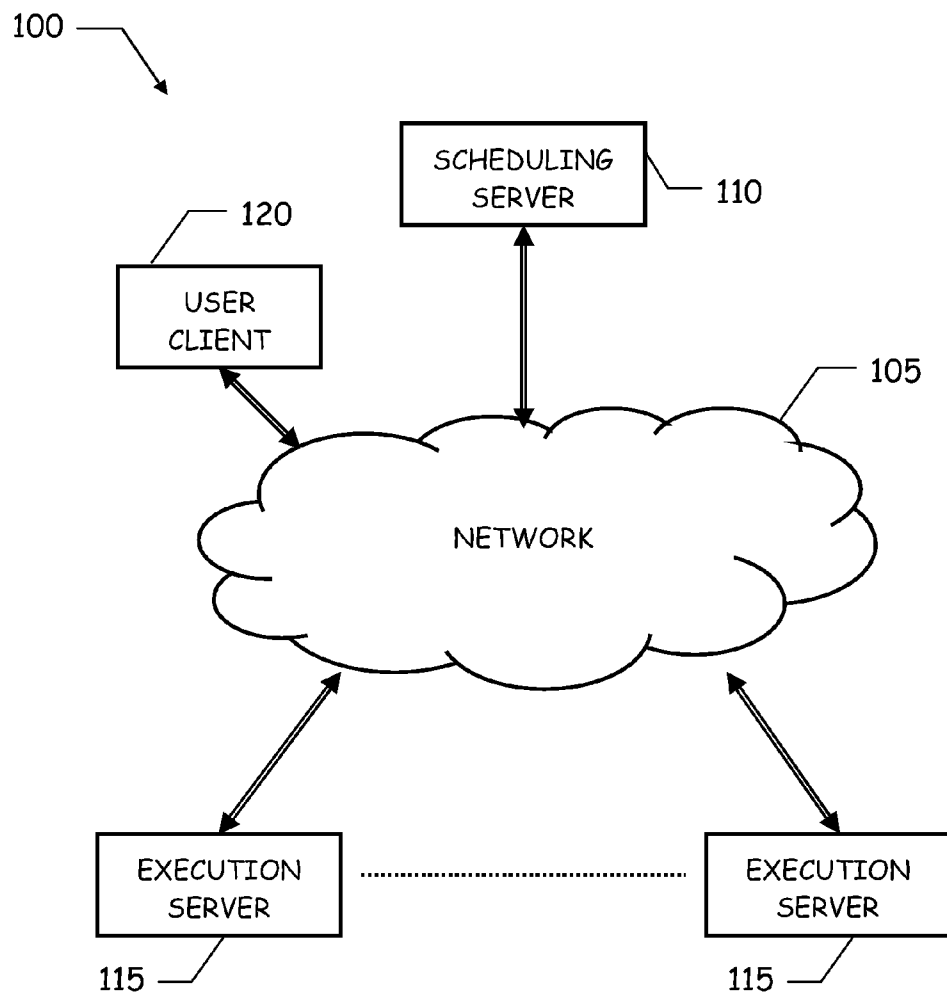 100
SCHEDULING
SERVER
110
120
USER
CLIENT
105
NETWORK
EXECUTION
SERVER
EXECUTION
SERVER
115
115